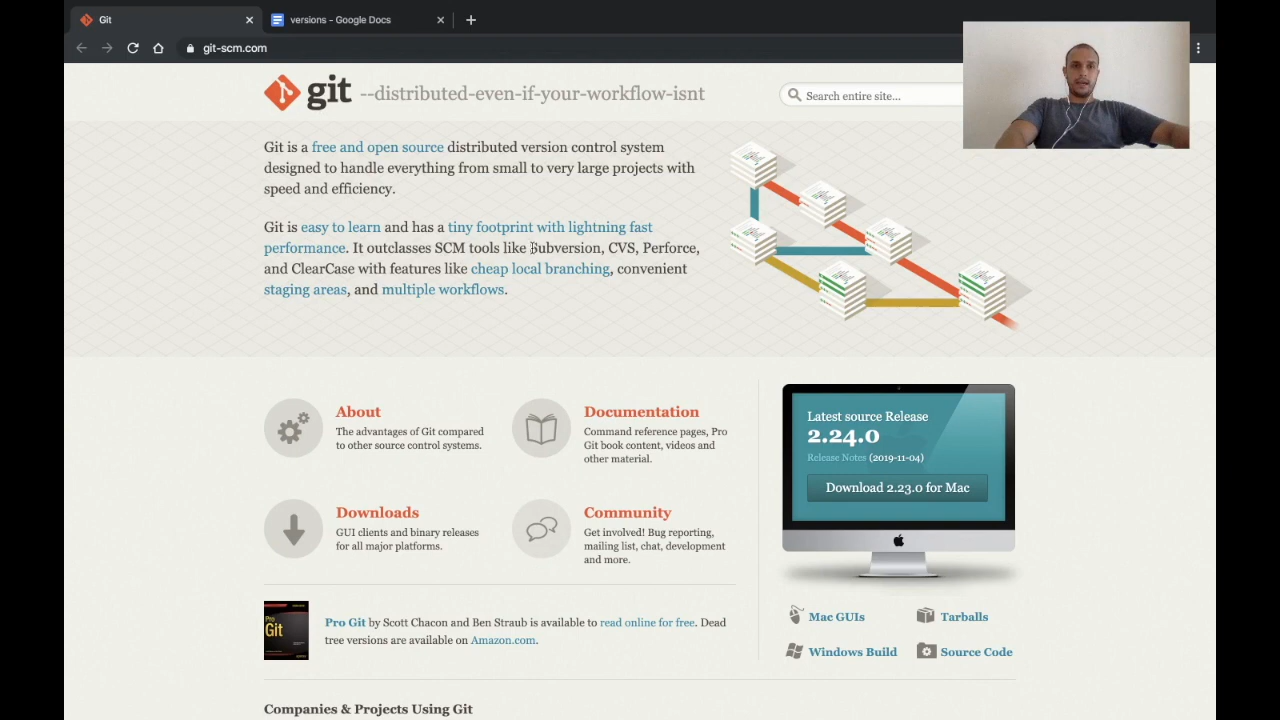 Git
versions - Google Docs
git-scm.com
git --distributed-even-if-your-workflow-isnt
Search entire site...
Git is a free and open source distributed version control system
designed to handle everything from small to very large projects with
speed and efficiency.
Git is easy to learn and has a tiny footprint with lightning fast
performance. It outclasses SCM tools like Subversion, CVS, Perforce,
and ClearCase with features like cheap local branching, convenient
staging areas, and multiple workflows.
About
The advantages of Git compared
to other source control systems.
Documentation
Command reference pages, Pro
Git book content, videos and
other material.
Downloads
GUI clients and binary releases
for all major platforms.
Community
Get involved! Bug reporting,
mailing list, chat, development
and more.
Latest source Release
2.24.0
Release Notes (2019-11-04)
Download 2.23.0 for Mac
Mac GUIs
Tarballs
Windows Build
Source Code
Pro
Git
Pro Git by Scott Chacon and Ben Straub is available to read online for free. Dead
tree versions are available on Amazon.com.
Companies & Projects Using Git